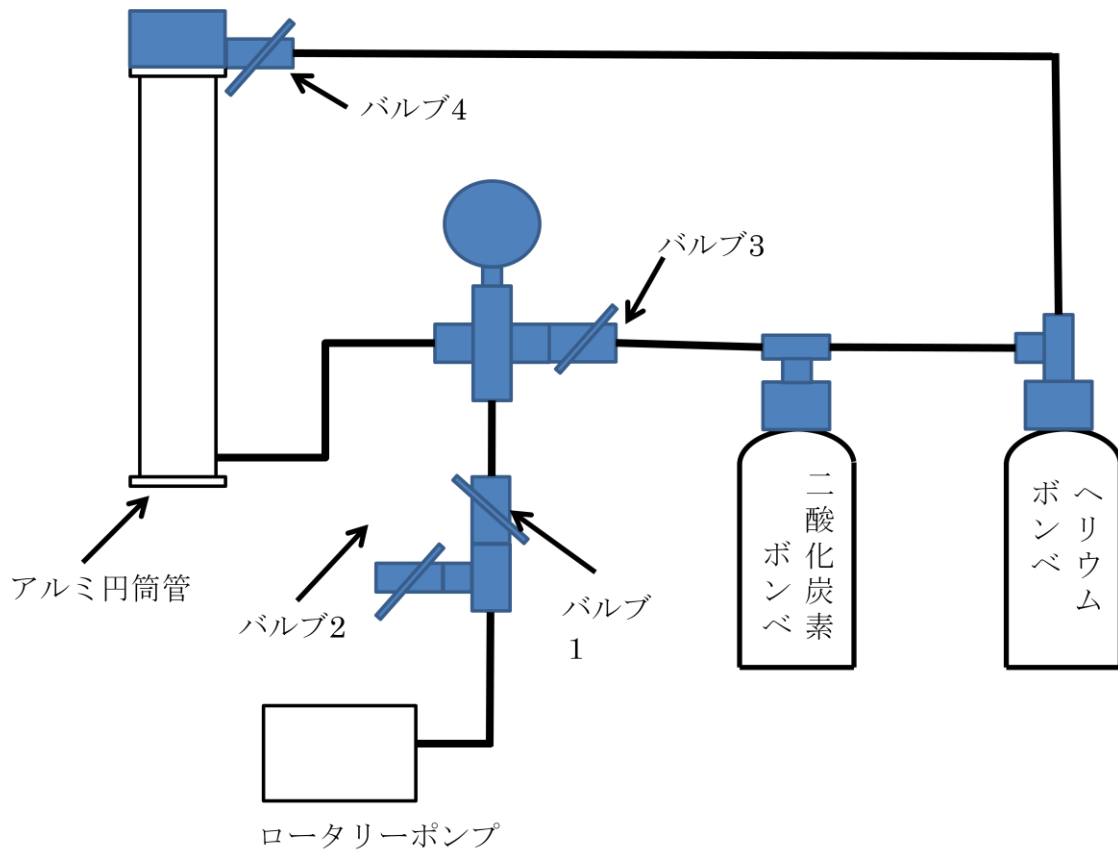 バルブ4
バルブ3
アルミ円筒管
バルブ2
バルブ
1
二酸化炭素
ボンベ
ヘリウム
ボンベ
ロータリーポンプ